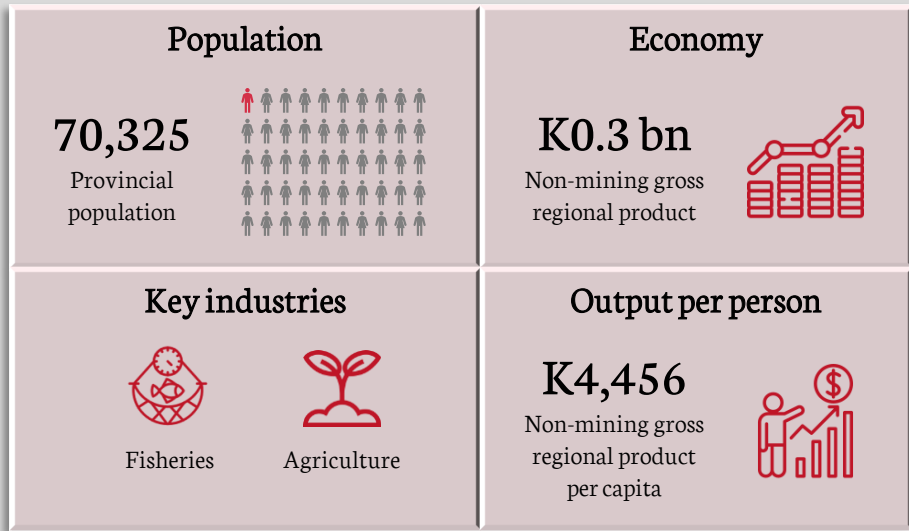 Population
70,325
Provincial
population
Economy
K0.3 bn
Non-mining gross
regional product
Key industries
Fisheries
Agriculture
Output per person
K4,456
Non-mining gross
regional product
per capita
$